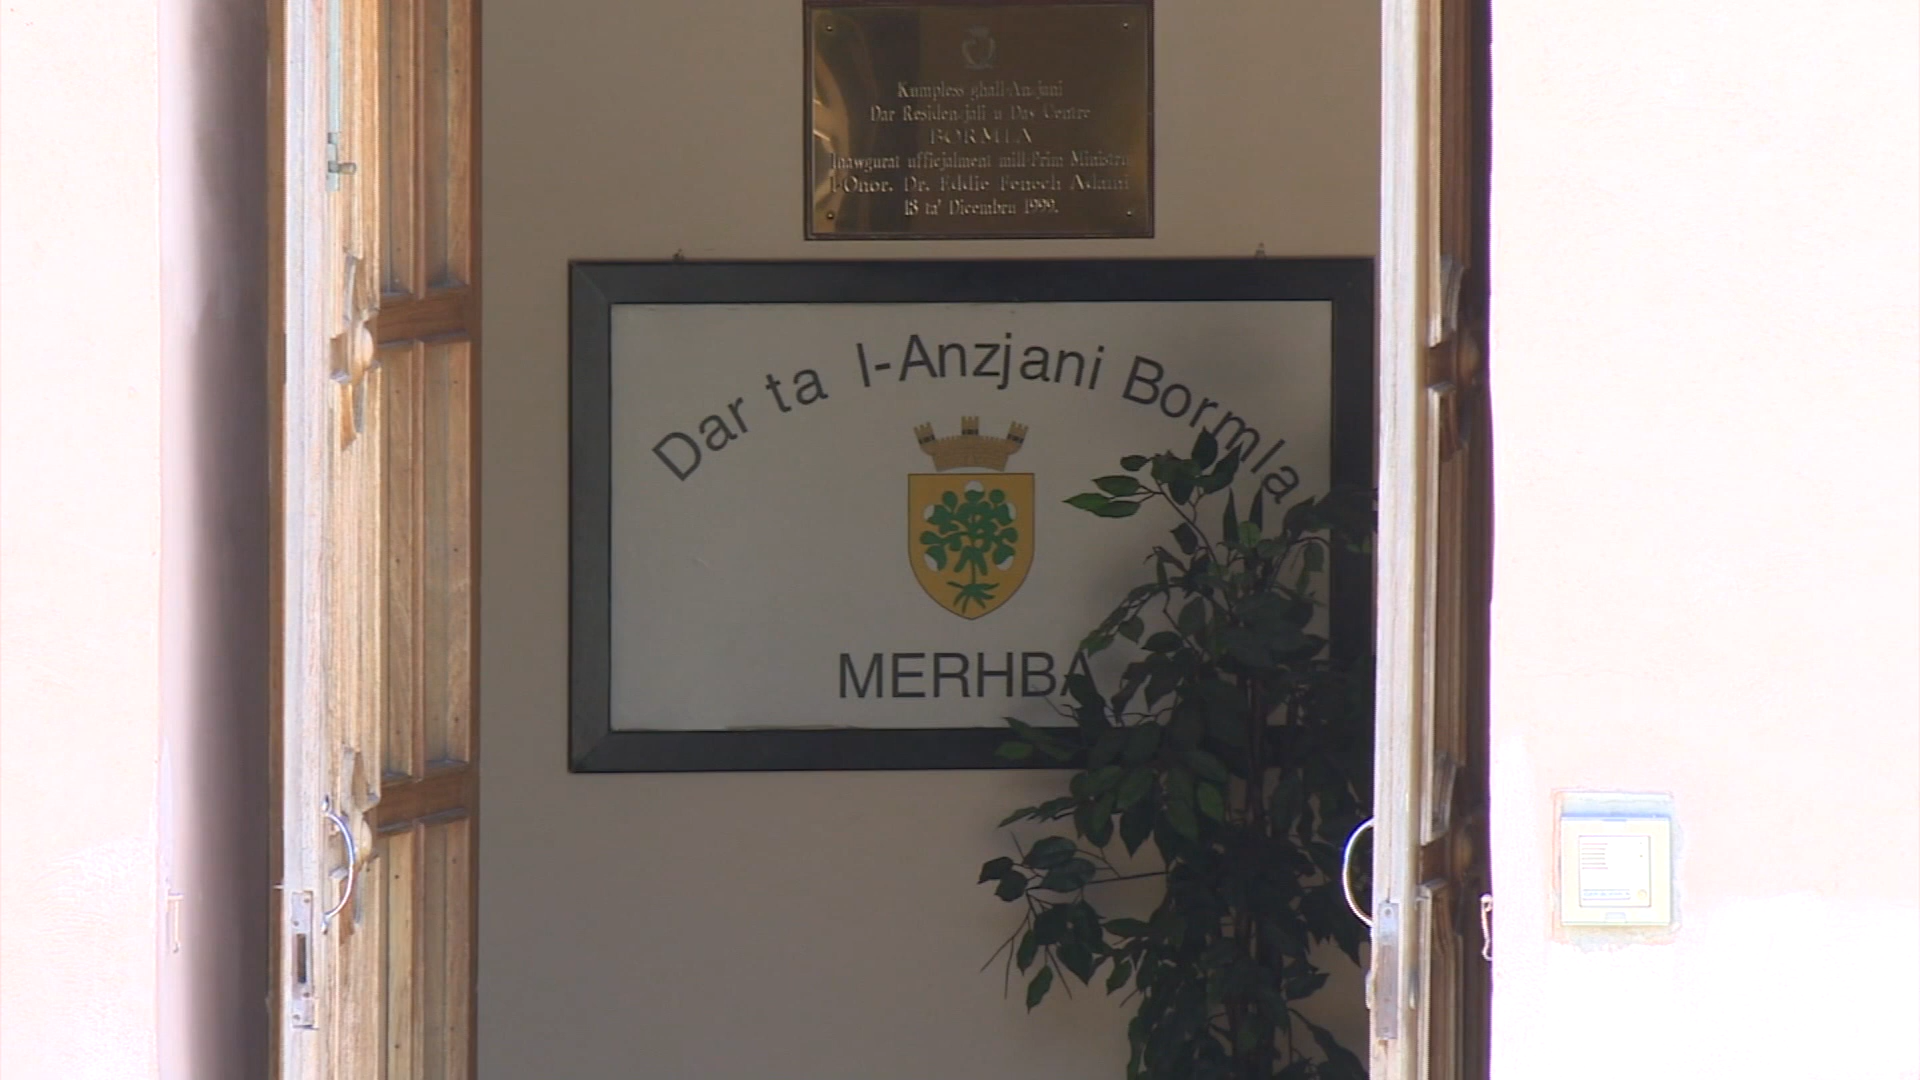 Kumpless għall-Anzjani
Dar Residenzjali u Day Centre
BORMLA
Inawgurat uffiċjalment mill-Prim Ministru
l-Onor. Dr. Eddie Fenech Adami
18 ta' Diċembru 1999.
Dar ta l-Anzjani Bormla
MERHBA